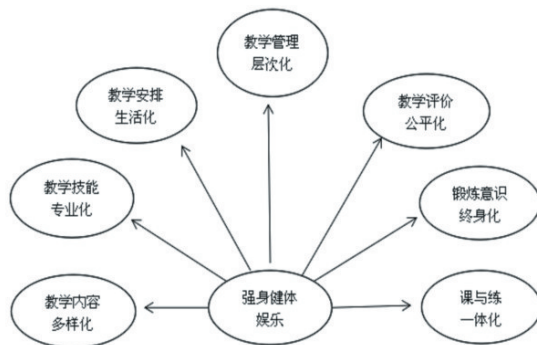 教学管理
层次化
教学安排
生活化
教学评价
公平化
教学技能
专业化
锻炼意识
终身化
教学内容
多样化
强身健体
娱乐
课与练
一体化